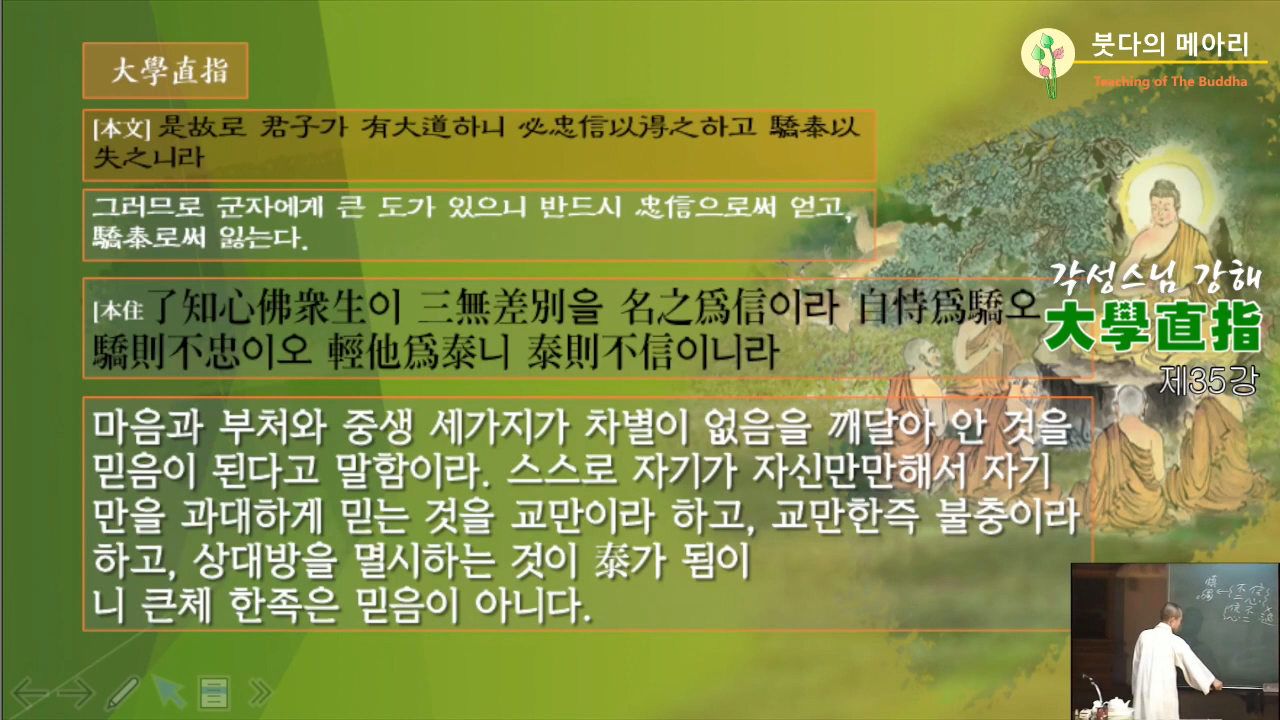 大學直指
붓다의 메아리
Teaching of The Buddha
[本文] 是故로 君子가 有大道하니 必忠信以得之하고 驕泰以
失之니라
그러므로 군자에게 큰 도가 있으니 반드시 忠信으로써 얻고,
驕泰로써 잃는다.
[本住 了知心佛衆生이 三無差別을 名之爲信이라 自恃爲驕오
驕則不忠이오 輕他爲泰니 泰則不信이니라
각성스님 강해
大學直指
제35강
마음과 부처와 중생 세가지가 차별이 없음을 깨달아 안 것을
믿음이 된다고 말함이라. 스스로 자기가 자신만만해서 자기
만을 과대하게 믿는 것을 교만이라 하고, 교만한즉 불충이라
하고, 상대방을 멸시하는 것이 泰가 됨이
니 큰체 한족은 믿음이 아니다.